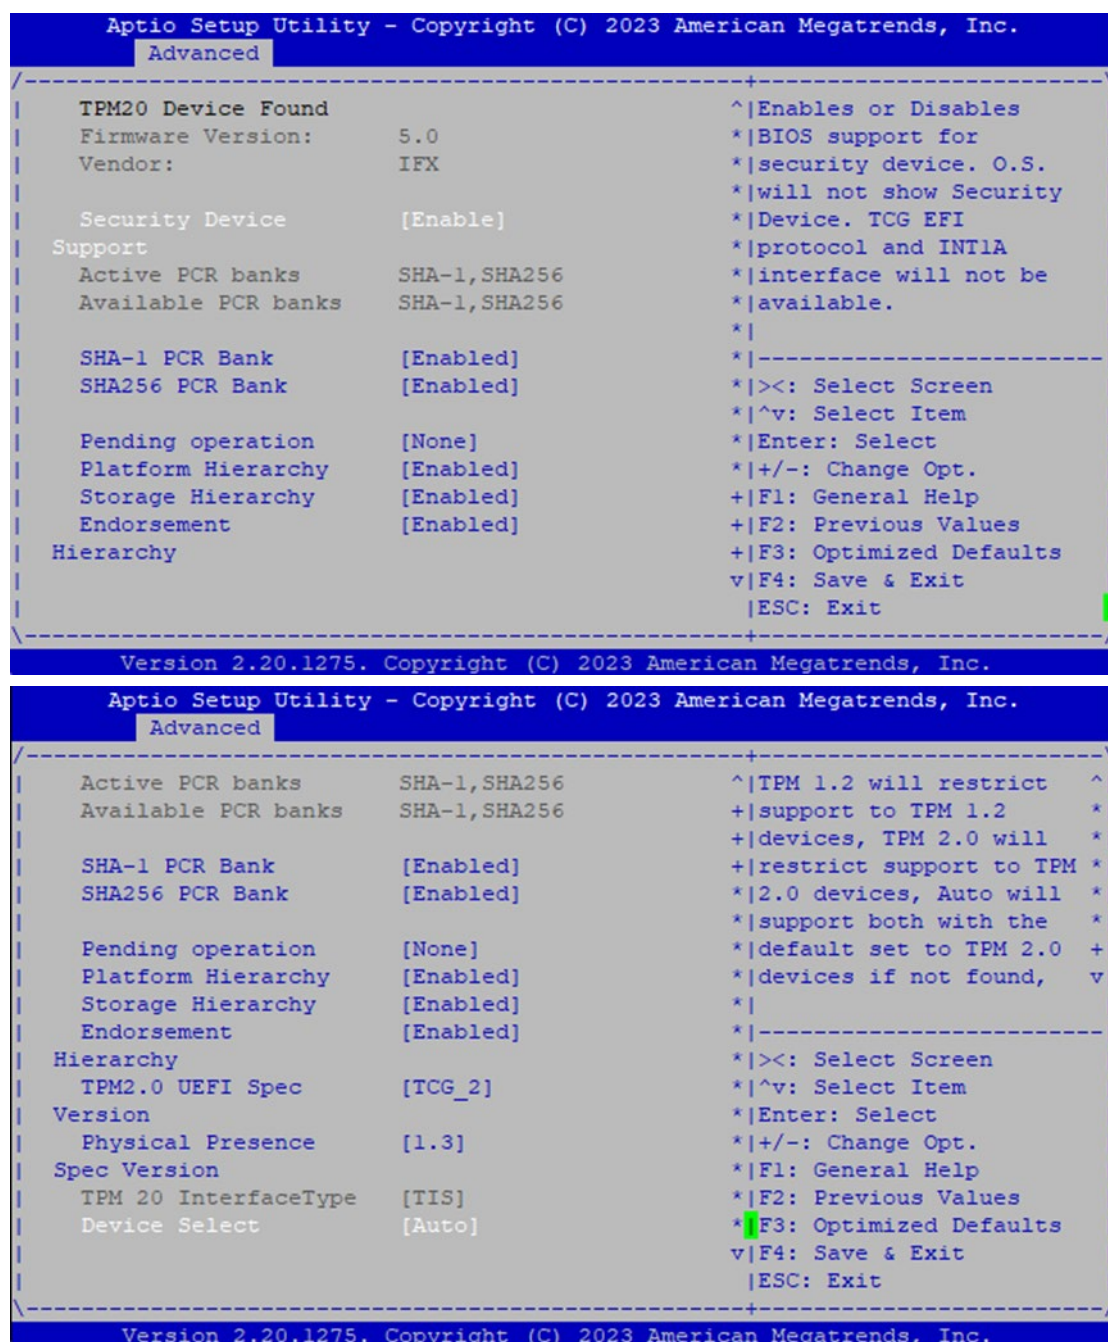 Aptio Setup Utility - Copyright (C) 2023 American Megatrends, Inc.
Advanced
/----------------------------------------------------+-------------------------\
| TPM20 Device Found ^|Enables or Disables
| Firmware Version: 5.0 *|BIOS support for
| Vendor: IFX *|security device. O.S.
| *|will not show Security
| Security Device [Enable] *|Device. TCG EFI
| Support *|protocol and INT1A
| Active PCR banks SHA-1,SHA256 *|interface will not be
| Available PCR banks SHA-1,SHA256 *|available.
| *|
| SHA-1 PCR Bank [Enabled] *|-------------------------
| SHA256 PCR Bank [Enabled] *|><: Select Screen
| *|^v: Select Item
| Pending operation [None] *|Enter: Select
| Platform Hierarchy [Enabled] *|+/-: Change Opt.
| Storage Hierarchy [Enabled] +|F1: General Help
| Endorsement [Enabled] +|F2: Previous Values
| Hierarchy +|F3: Optimized Defaults
| v|F4: Save & Exit
| |ESC: Exit
\----------------------------------------------------+-------------------------/
Version 2.20.1275. Copyright (C) 2023 American Megatrends, Inc.
Aptio Setup Utility - Copyright (C) 2023 American Megatrends, Inc.
Advanced
/----------------------------------------------------+-------------------------\
| Active PCR banks SHA-1,SHA256 ^|TPM 1.2 will restrict ^
| Available PCR banks SHA-1,SHA256 +|support to TPM 1.2 *
| +|devices, TPM 2.0 will *
| SHA-1 PCR Bank [Enabled] +|restrict support to TPM *
| SHA256 PCR Bank [Enabled] *|2.0 devices, Auto will *
| *|support both with the *
| Pending operation [None] *|default set to TPM 2.0 +
| Platform Hierarchy [Enabled] *|devices if not found, v
| Storage Hierarchy [Enabled] *|
| Endorsement [Enabled] *|-------------------------
| Hierarchy *|><: Select Screen
| TPM2.0 UEFI Spec [TCG_2] *|^v: Select Item
| Version *|Enter: Select
| Physical Presence [1.3] *|+/-: Change Opt.
| Spec Version *|F1: General Help
| TPM 20 InterfaceType [TIS] *|F2: Previous Values
| Device Select [Auto] *|F3: Optimized Defaults
| v|F4: Save & Exit
| |ESC: Exit
\----------------------------------------------------+-------------------------/
Version 2.20.1275. Copyright (C) 2023 American Megatrends, Inc.